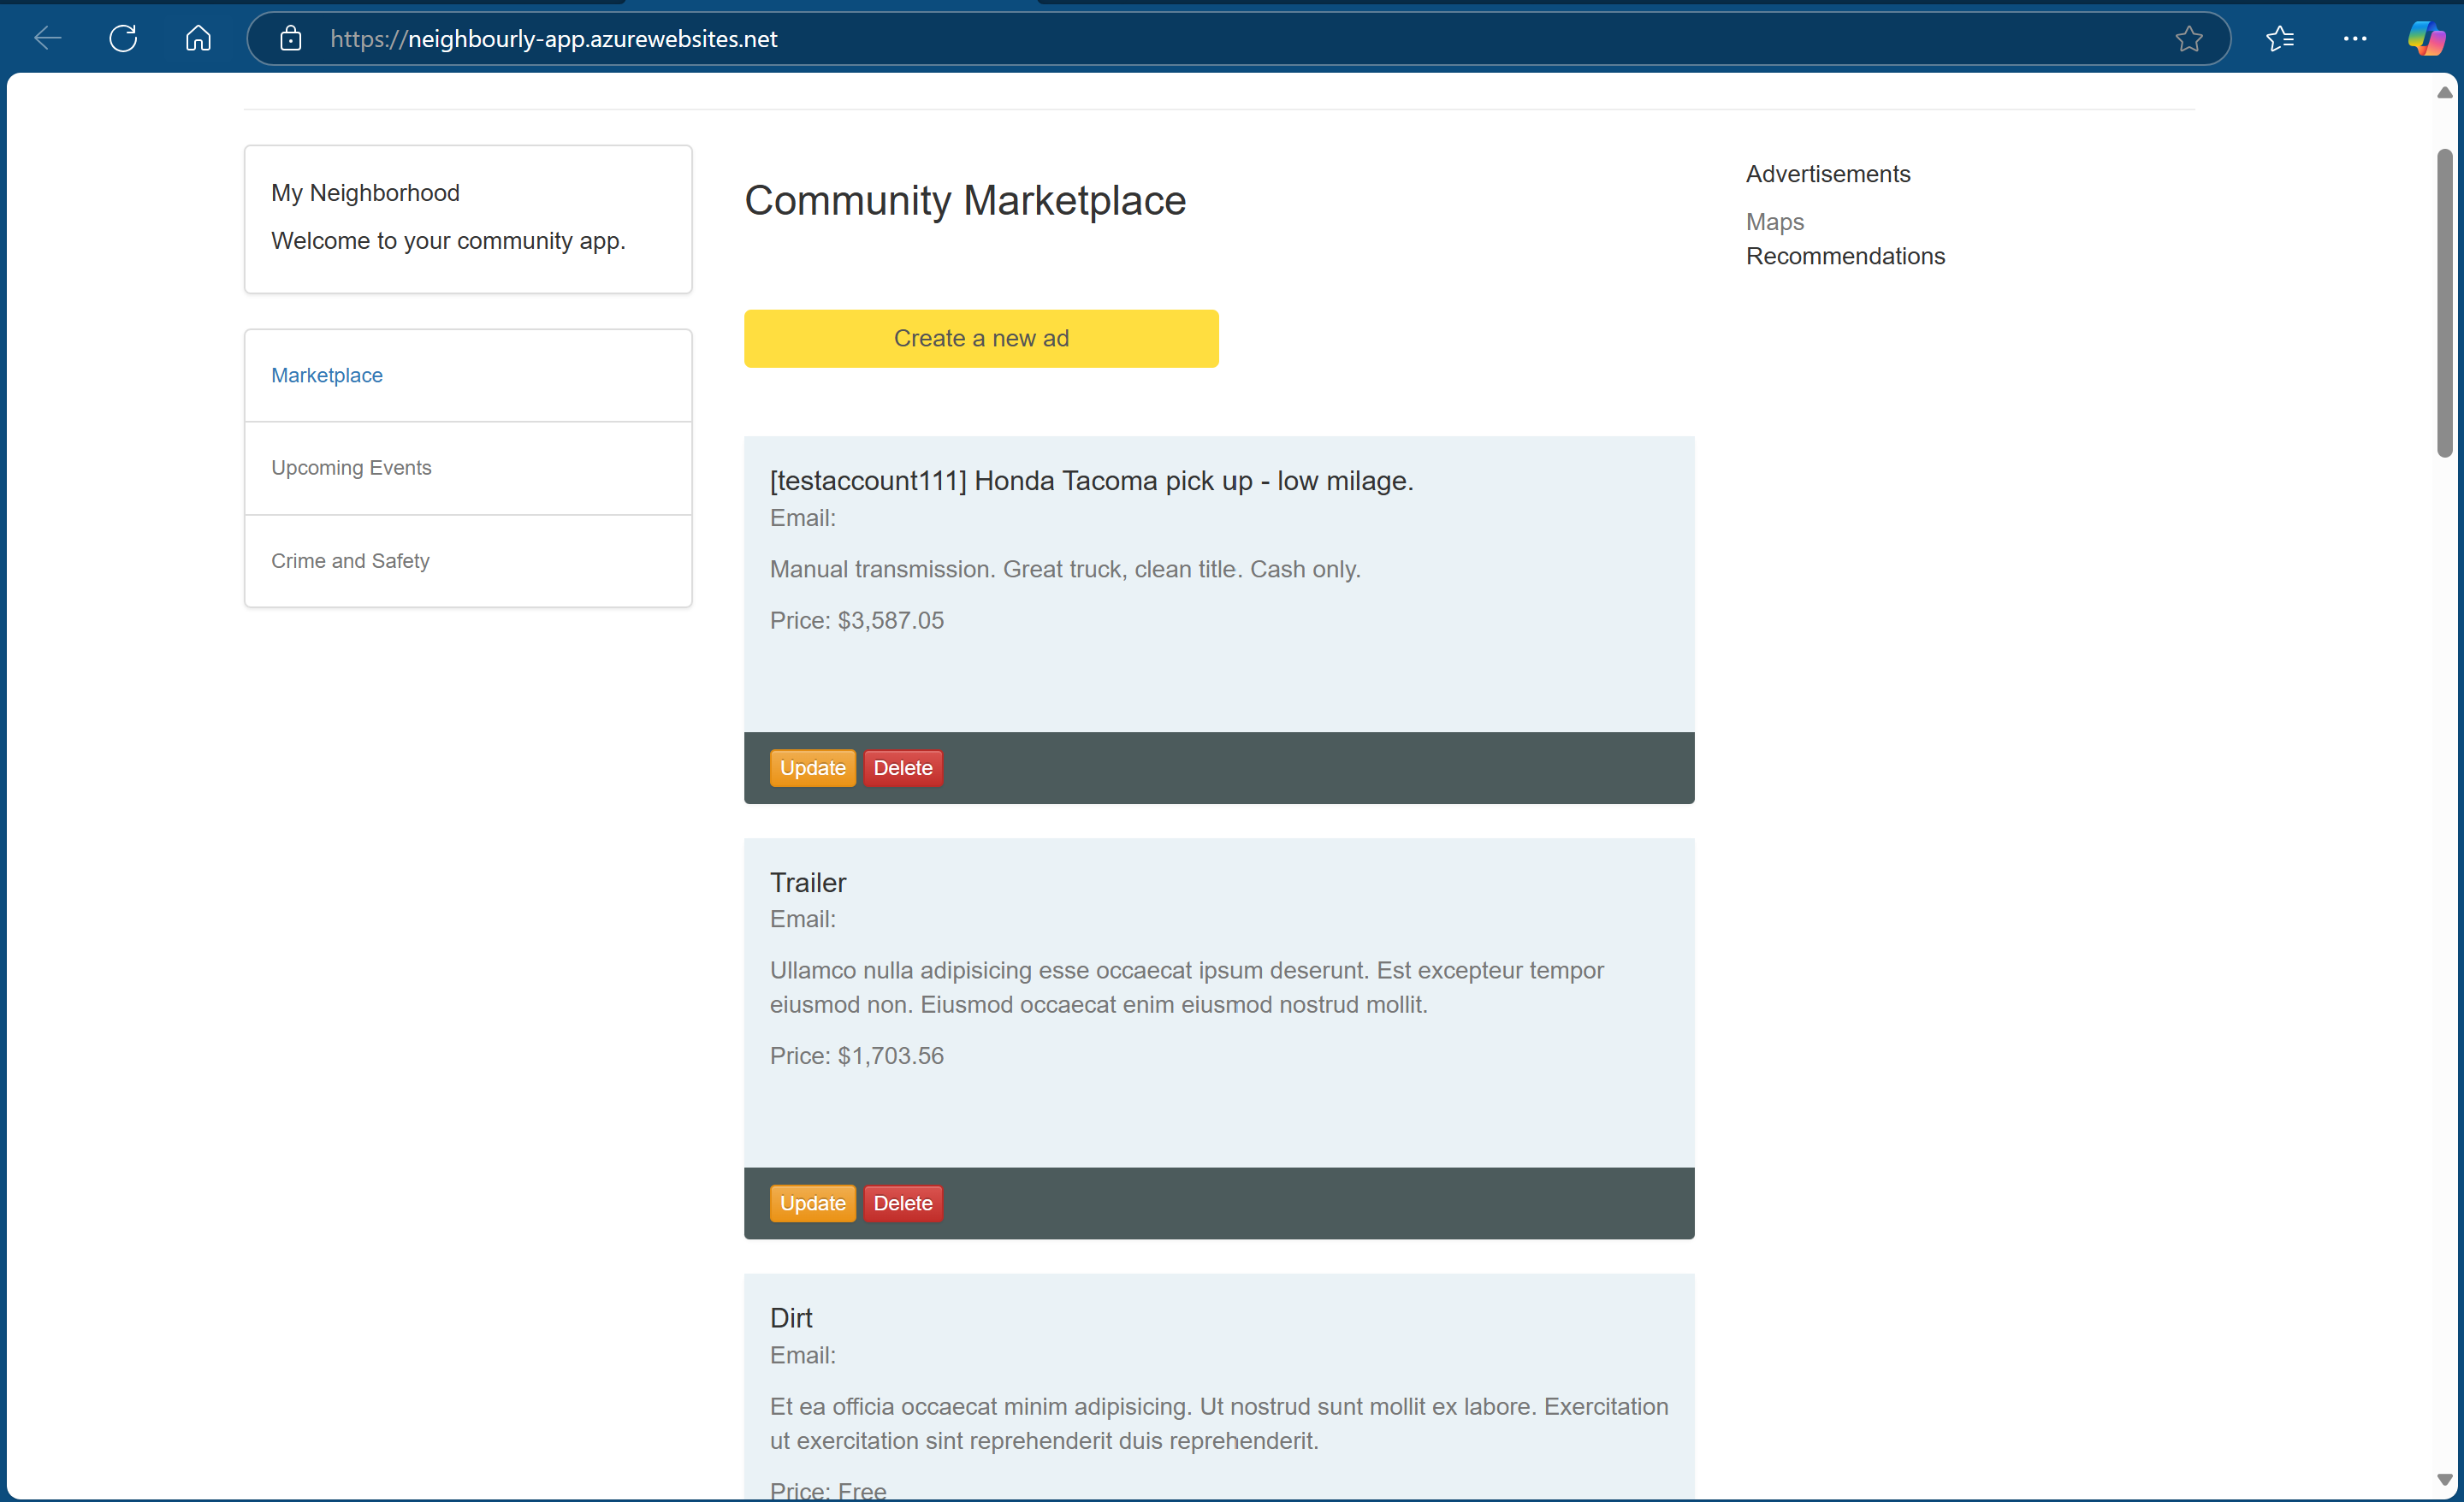 https://neighbourly-app.azurewebsites.net
My Neighborhood
Welcome to your community app.
Marketplace
Upcoming Events
Crime and Safety
Community Marketplace
Create a new ad
[testaccount111] Honda Tacoma pick up - low milage.
Email:
Manual transmission. Great truck, clean title. Cash only.
Price: $3,587.05
Update Delete
Trailer
Email:
Ullamco nulla adipisicing esse occaecat ipsum deserunt. Est excepteur tempor
eiusmod non. Eiusmod occaecat enim eiusmod nostrud mollit.
Price: $1,703.56
Update Delete
Dirt
Email:
Et ea officia occaecat minim adipisicing. Ut nostrud sunt mollit ex labore. Exercitation
ut exercitation sint reprehenderit duis reprehenderit.
Price: Free
Advertisements
Maps
Recommendations